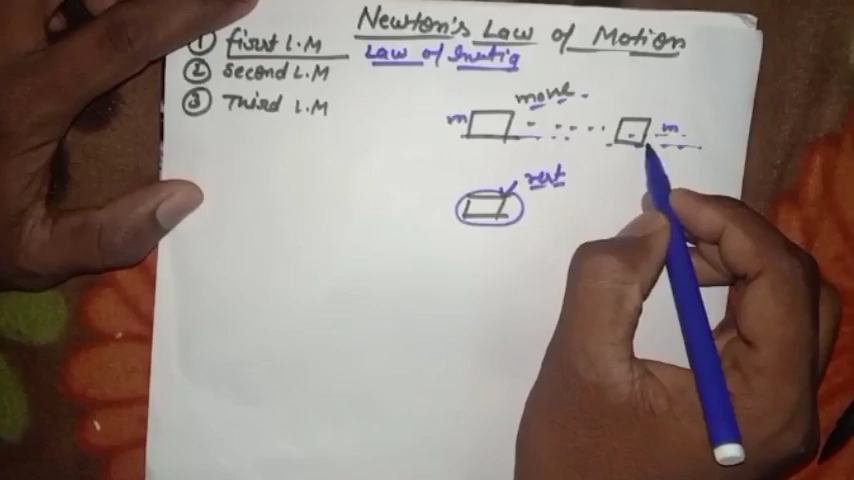 Newton's Law of Motion
① first L.M
Law of Inertia
② Second L.M
③ Third L.M
move
m
m
rest